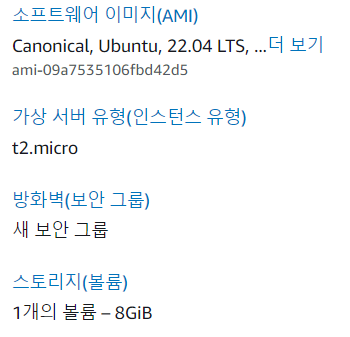 소프트웨어 이미지(AMI)
Canonical, Ubuntu, 22.04 LTS, ...더 보기
ami-09a7535106fbd42d5
가상 서버 유형(인스턴스 유형)
t2.micro
방화벽(보안 그룹)
새 보안 그룹
스토리지(볼륨)
1개의 볼륨 – 8GiB